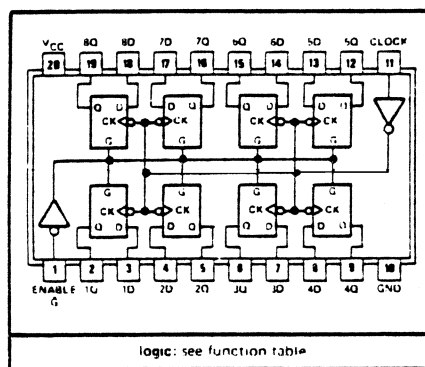 VCC 8Q 8D 7D 7Q 6Q 6D 5D 5Q CLOCK
20 19 18 17 16 15 14 13 12 11
Q D D Q Q D D Q
CK CK CK CK
G G G G
G G G G
CK CK CK CK
Q D D Q Q D D Q
1 2 3 4 5 6 7 8 9 10
ENABLE G 1Q 1D 2D 2Q 3Q 3D 4D 4Q GND
logic: see function table